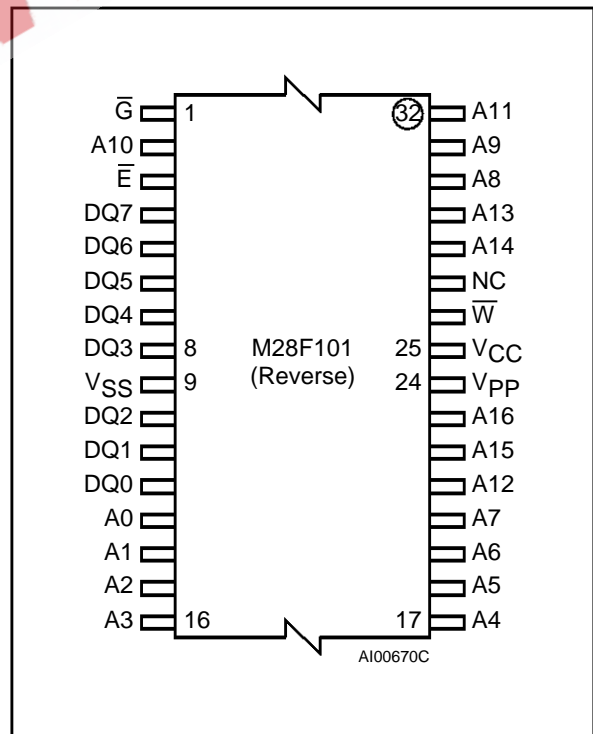 G̅ 1 32 A11
A10 A9
E̅ A8
DQ7 A13
DQ6 A14
DQ5 NC
DQ4 W̅
DQ3 8 M28F101 25 VCC
VSS 9 (Reverse) 24 VPP
DQ2 A16
DQ1 A15
DQ0 A12
A0 A7
A1 A6
A2 A5
A3 16 17 A4
AI00670C